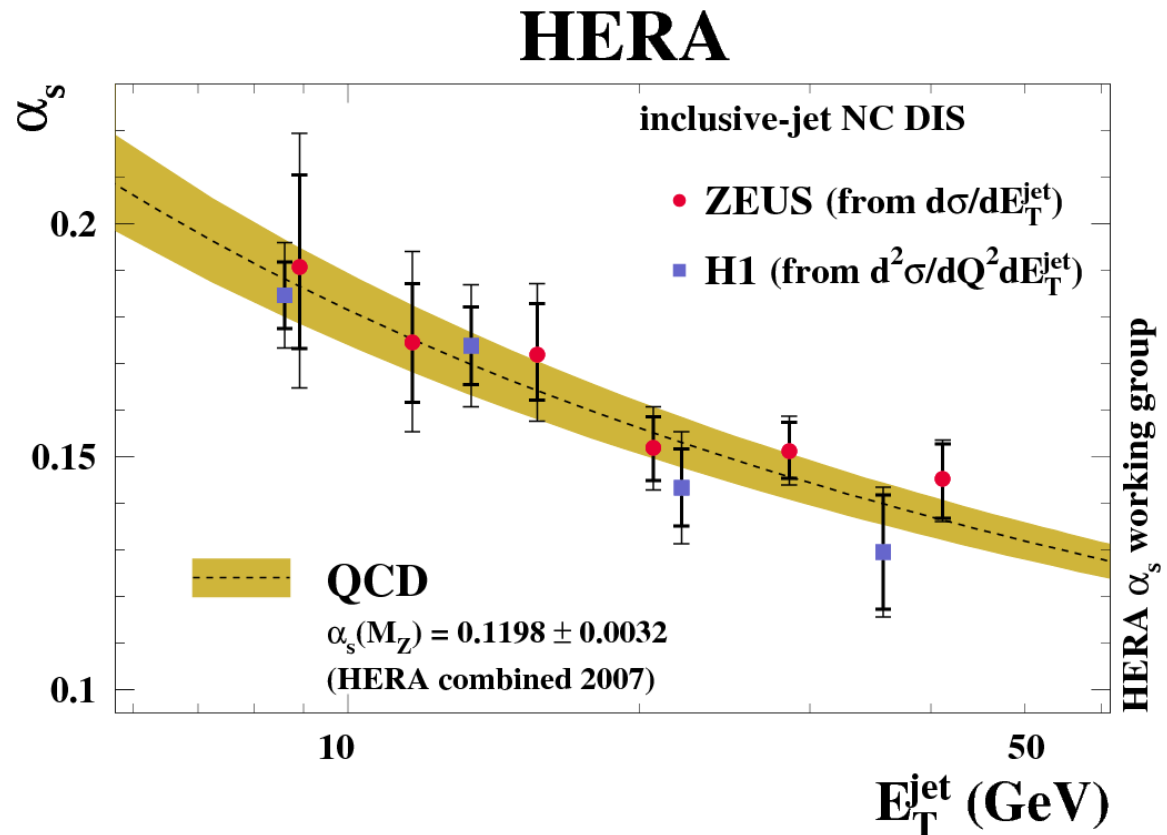 HERA
αs
inclusive-jet NC DIS
ZEUS (from dσ/dE_T^jet)
H1 (from d²σ/dQ²dE_T^jet)
0.2
0.15
0.1
QCD
αs(M_Z) = 0.1198 ± 0.0032
(HERA combined 2007)
10
50
E_T^jet (GeV)
HERA αs working group